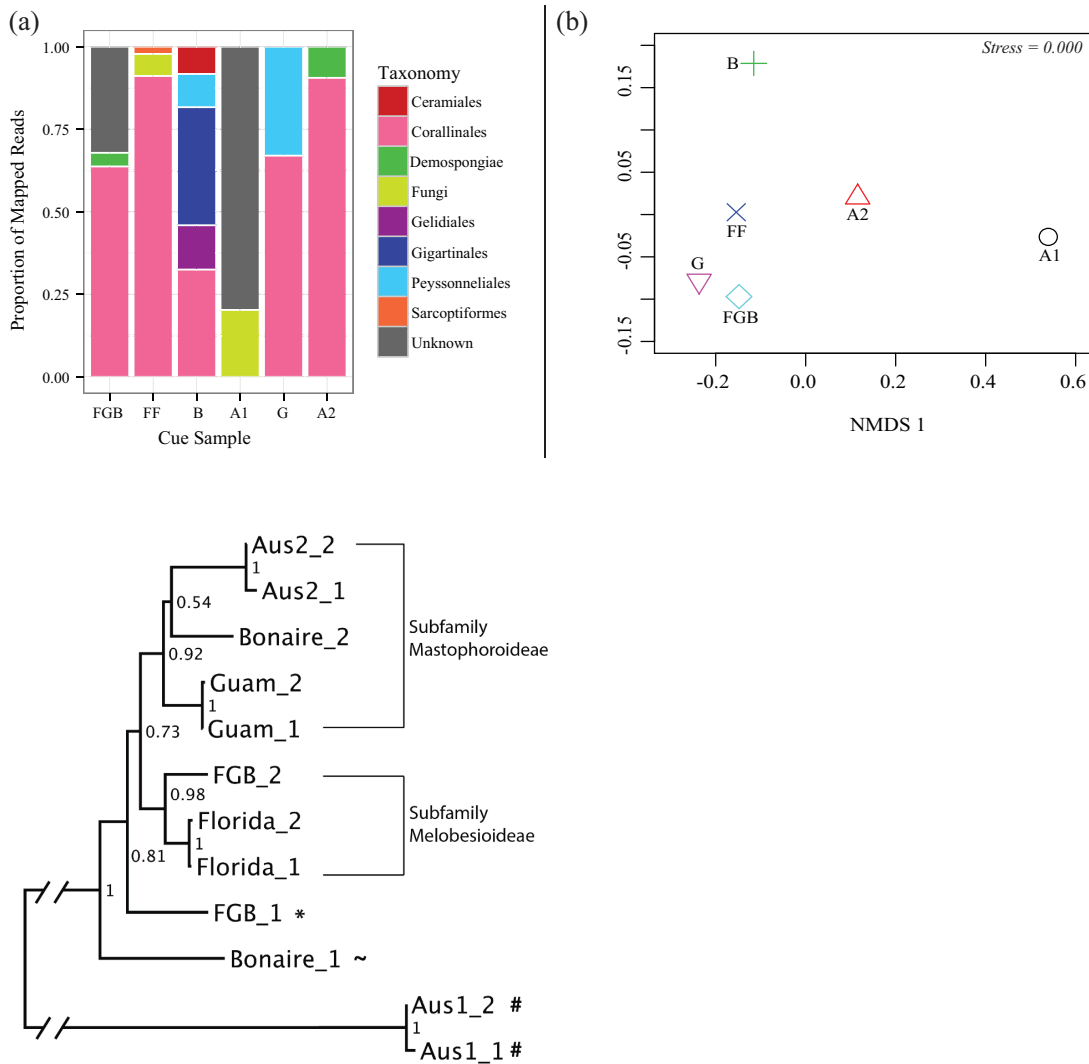 (a)
1.00
0.75
0.50
0.25
0.00
Proportion of Mapped Reads
FGB FF B A1 G A2
Cue Sample
Taxonomy
Ceramiales
Corallinales
Demospongiae
Fungi
Gelidiales
Gigartinales
Peyssonneliales
Sarcoptiformes
Unknown
(b)
Stress = 0.000
0.15
0.05
-0.05
-0.15
B
A2
FF
A1
G
FGB
-0.2 0.0 0.2 0.4 0.6
NMDS 1
Aus2_2
1
Aus2_1
0.54
Bonaire_2
Subfamily
Mastophoroideae
0.92
Guam_2
1
Guam_1
0.73
FGB_2
0.98
Florida_2
Subfamily
Melobesioideae
1
Florida_1
0.81
1
FGB_1 *
Bonaire_1 ~
Aus1_2 #
1
Aus1_1 #